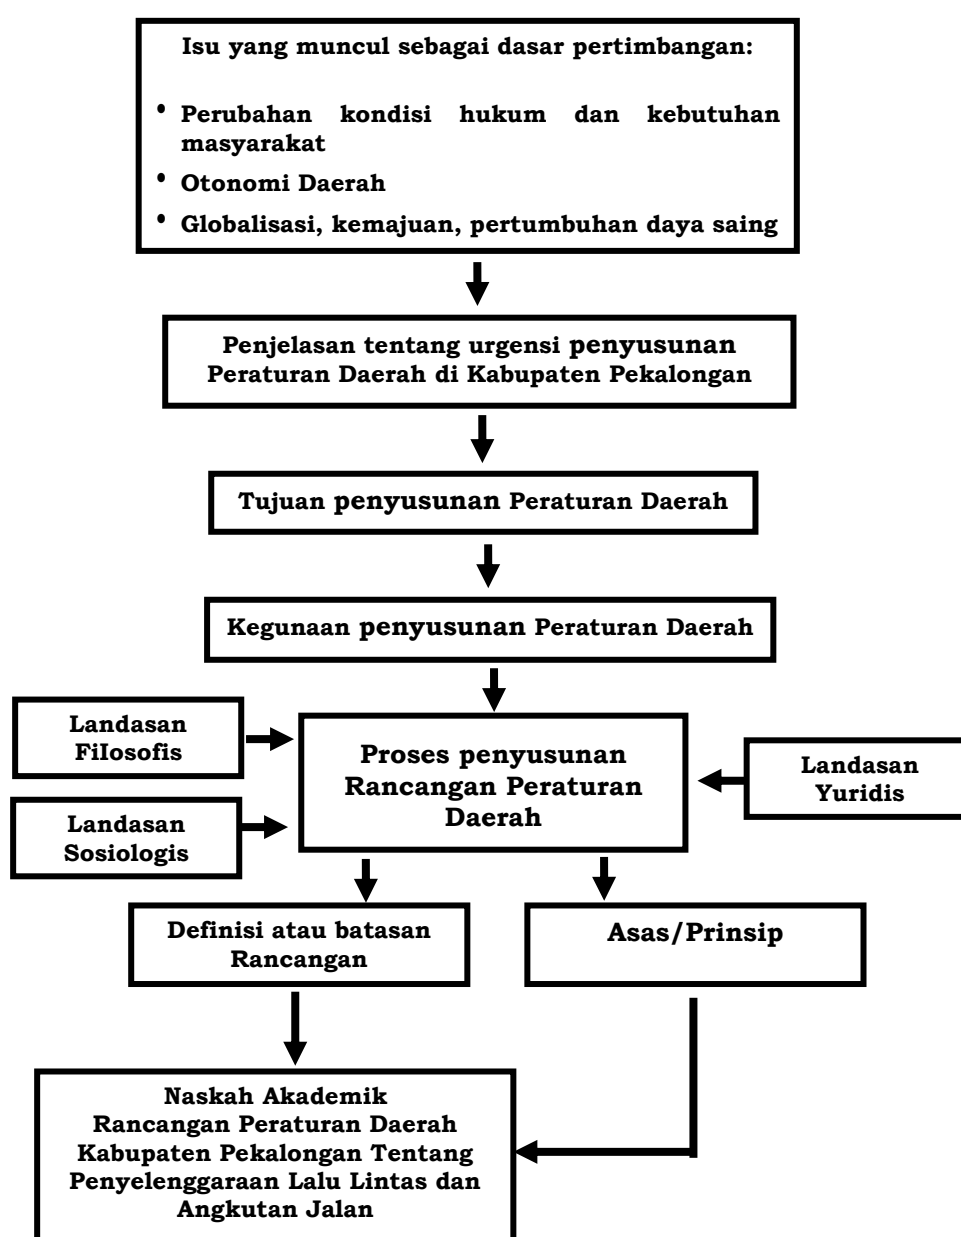 Isu yang muncul sebagai dasar pertimbangan:
• Perubahan kondisi hukum dan kebutuhan
masyarakat
• Otonomi Daerah
• Globalisasi, kemajuan, pertumbuhan daya saing
Penjelasan tentang urgensi penyusunan
Peraturan Daerah di Kabupaten Pekalongan
Tujuan penyusunan Peraturan Daerah
Kegunaan penyusunan Peraturan Daerah
Landasan
Filosofis
Proses penyusunan
Rancangan Peraturan
Daerah
Landasan
Yuridis
Landasan
Sosiologis
Definisi atau batasan
Rancangan
Asas/Prinsip
Naskah Akademik
Rancangan Peraturan Daerah
Kabupaten Pekalongan Tentang
Penyelenggaraan Lalu Lintas dan
Angkutan Jalan